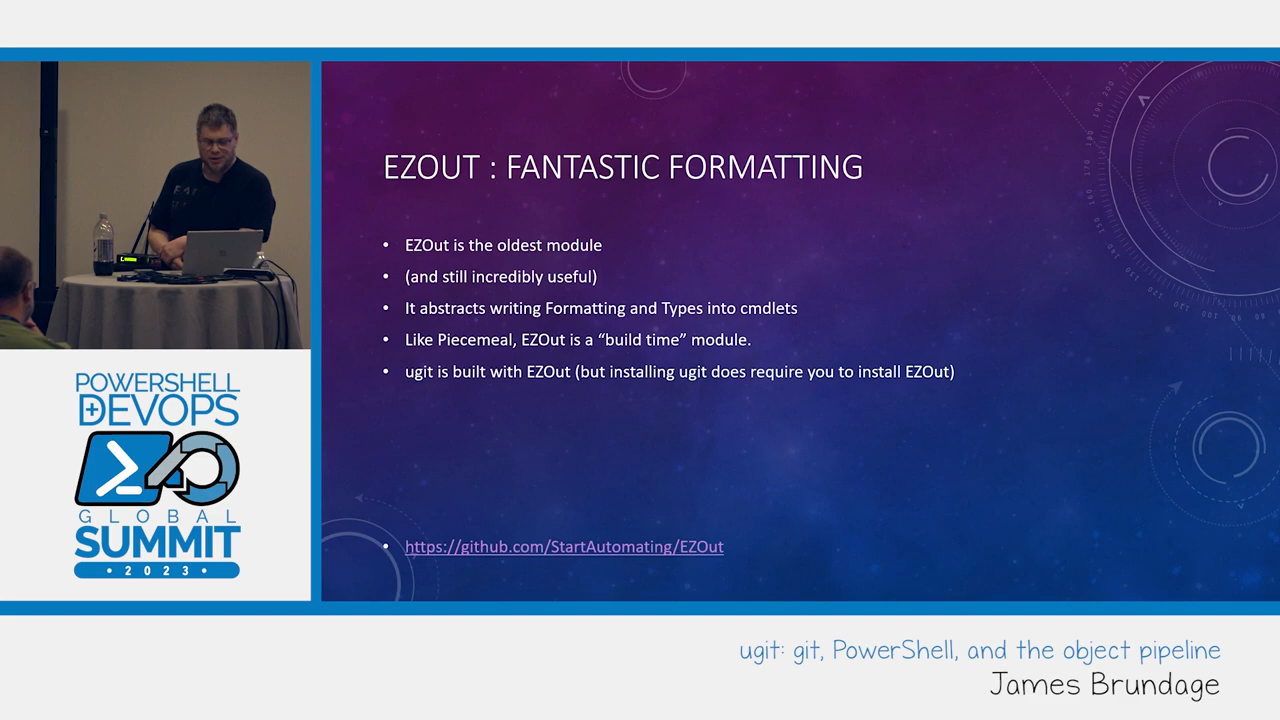 EZOUT : FANTASTIC FORMATTING
• EZOut is the oldest module
• (and still incredibly useful)
• It abstracts writing Formatting and Types into cmdlets
• Like Piecemeal, EZOut is a “build time” module.
• ugit is built with EZOut (but installing ugit does require you to install EZOut)
• https://github.com/StartAutomating/EZOut
POWERSHELL
+DEVOPS
GLOBAL
SUMMIT
• 2023 •
ugit: git, PowerShell, and the object pipeline
James Brundage